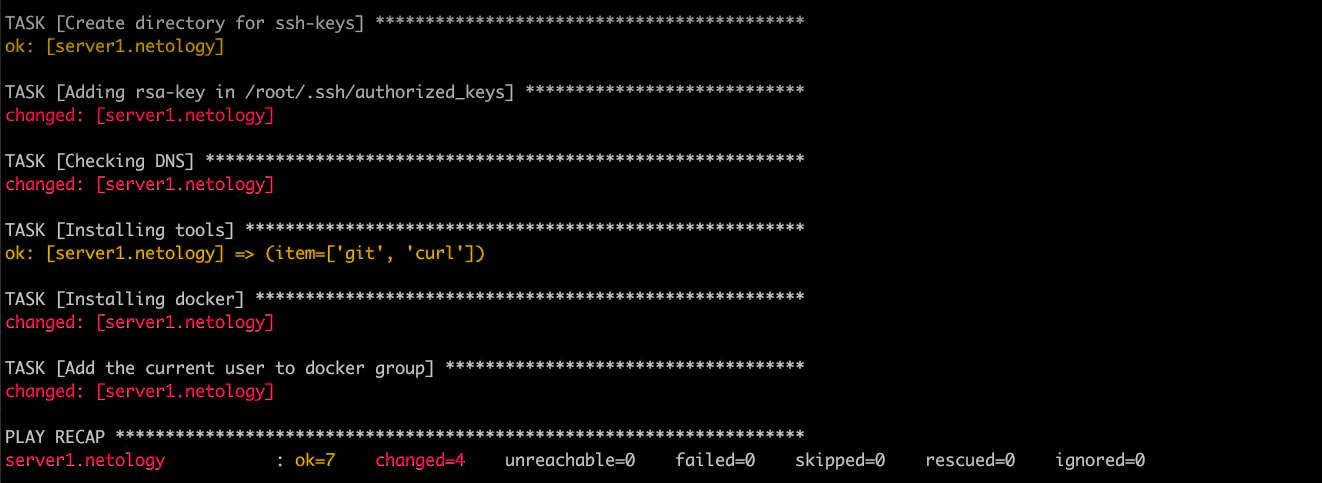 TASK [Create directory for ssh-keys] *******************************************
ok: [server1.netology]
TASK [Adding rsa-key in /root/.ssh/authorized_keys] ****************************
changed: [server1.netology]
TASK [Checking DNS] ************************************************************
changed: [server1.netology]
TASK [Installing tools] ********************************************************
ok: [server1.netology] => (item=['git', 'curl'])
TASK [Installing docker] *******************************************************
changed: [server1.netology]
TASK [Add the current user to docker group] ************************************
changed: [server1.netology]
PLAY RECAP *********************************************************************
server1.netology           : ok=7    changed=4    unreachable=0    failed=0    skipped=0    rescued=0    ignored=0